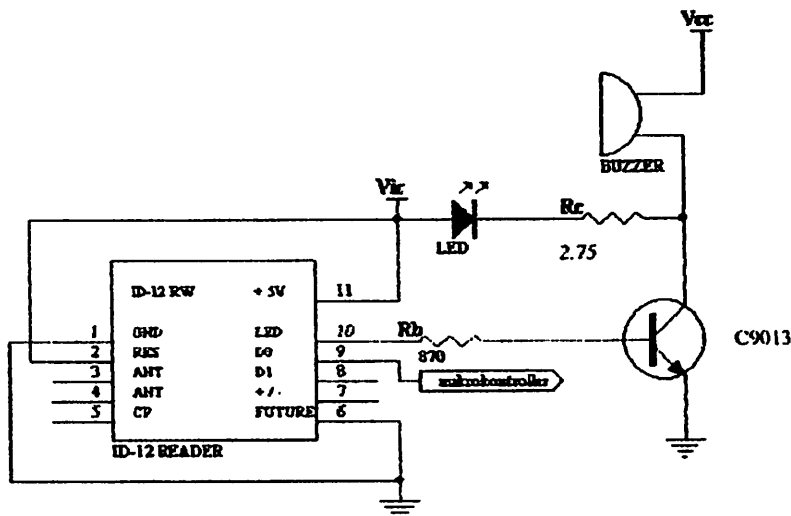 Vcc
BUZZER
Rc
LED
2.75
ID-12 RW + 5V 11
1 GND LED 10 Rb
870
C9013
2 RES D0 9
3 ANT D1 8
mikrokontroller
4 ANT +/- 7
5 CP FUTURE 6
ID-12 READER